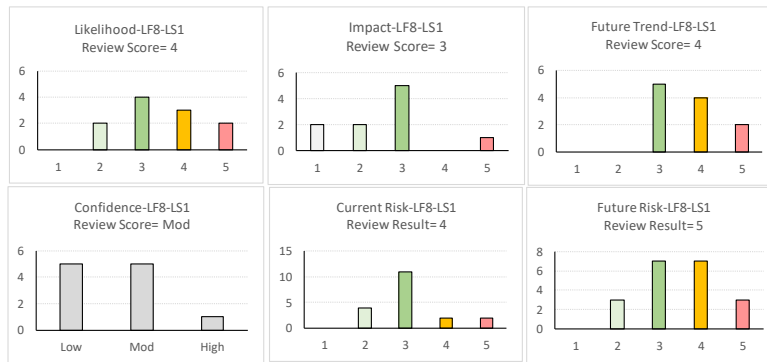 Likelihood-LF8-LS1
Review Score= 4
6
4
2
0
1 2 3 4 5
Impact-LF8-LS1
Review Score= 3
6
4
2
0
1 2 3 4 5
Future Trend-LF8-LS1
Review Score= 4
6
4
2
0
1 2 3 4 5
Confidence-LF8-LS1
Review Score= Mod
6
4
2
0
Low Mod High
Current Risk-LF8-LS1
Review Result= 4
15
10
5
0
1 2 3 4 5
Future Risk-LF8-LS1
Review Result= 5
8
6
4
2
0
1 2 3 4 5